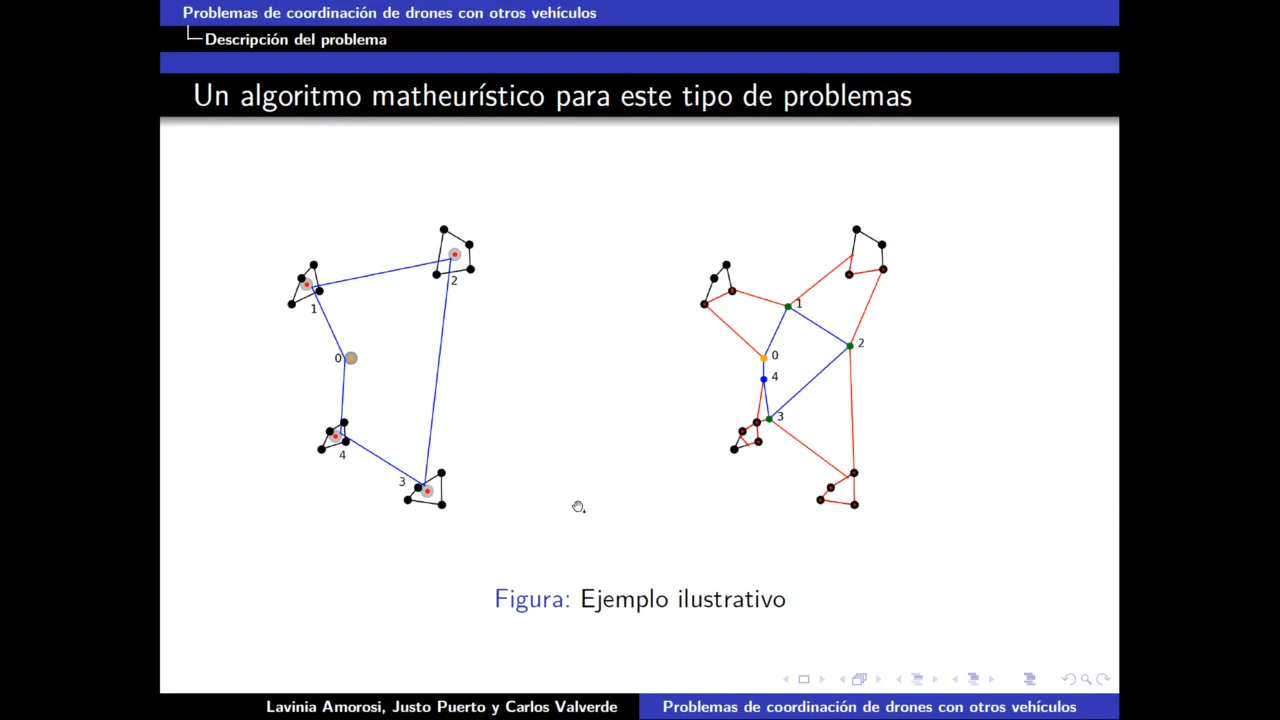 Problemas de coordinación de drones con otros vehículos
Descripción del problema
Un algoritmo matheurístico para este tipo de problemas
1
2
0
4
3
1
0
2
4
3
Figura: Ejemplo ilustrativo
Lavinia Amorosi, Justo Puerto y Carlos Valverde
Problemas de coordinación de drones con otros vehículos